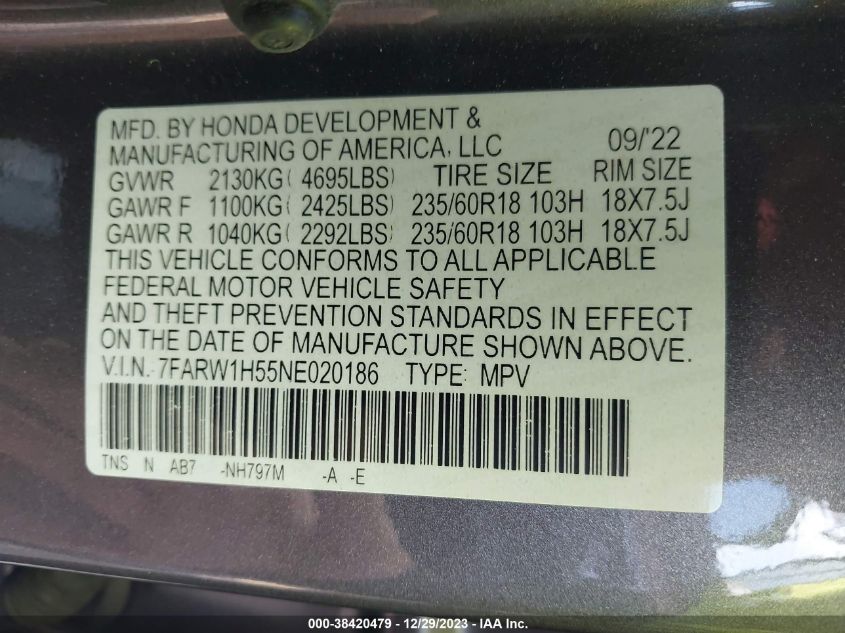 MFD. BY HONDA DEVELOPMENT &
MANUFACTURING OF AMERICA, LLC 09/'22
GVWR 2130KG( 4695LBS) TIRE SIZE RIM SIZE
GAWR F 1100KG( 2425LBS) 235/60R18 103H 18X7.5J
GAWR R 1040KG( 2292LBS) 235/60R18 103H 18X7.5J
THIS VEHICLE CONFORMS TO ALL APPLICABLE
FEDERAL MOTOR VEHICLE SAFETY
AND THEFT PREVENTION STANDARDS IN EFFECT
ON THE DATE OF MANUFACTURE SHOWN ABOVE.
V.I.N.·7FARW1H55NE020186 TYPE: MPV
TNS N AB7 -NH797M -A -E
000-38420479 - 12/29/2023 - IAAI Inc.